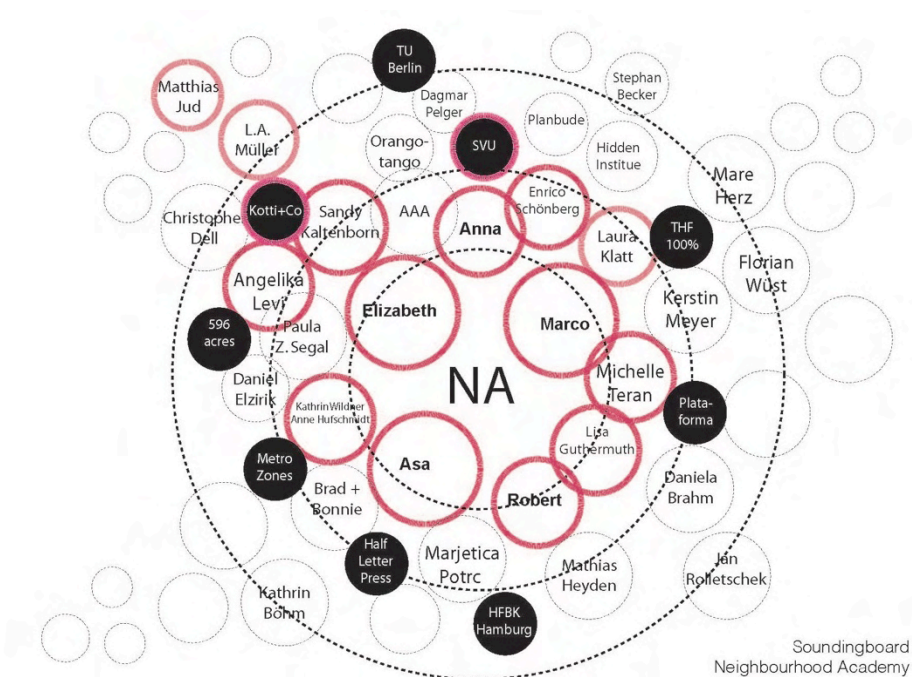 TU
Berlin
Stephan
Becker
Matthias
Jud
Dagmar
Pelger
Planbude
L.A.
Müller
Orango-
tango
SVU
Hidden
Institue
Mare
Herz
Kotti+Co
Christophe
Dell
Sandy
Kaltenborn
AAA
Anna
Enrico
Schönberg
Laura
Klatt
THF
100%
Florian
Wüst
Angelika
Levi
Elizabeth
Marco
Kerstin
Meyer
596
acres
Paula
Z. Segal
Michelle
Teran
Daniel
Elzirik
NA
Kathrin Wildner
Anne Hufschmidt
Plata-
forma
Lisa
Guthermuth
Metro
Zones
Asa
Robert
Brad +
Bonnie
Daniela
Brahm
Half
Letter
Press
Marjetica
Potrc
Mathias
Heyden
Jan
Rolletschek
Kathrin
Böhm
HFBK
Hamburg
Soundingboard
Neighbourhood Academy